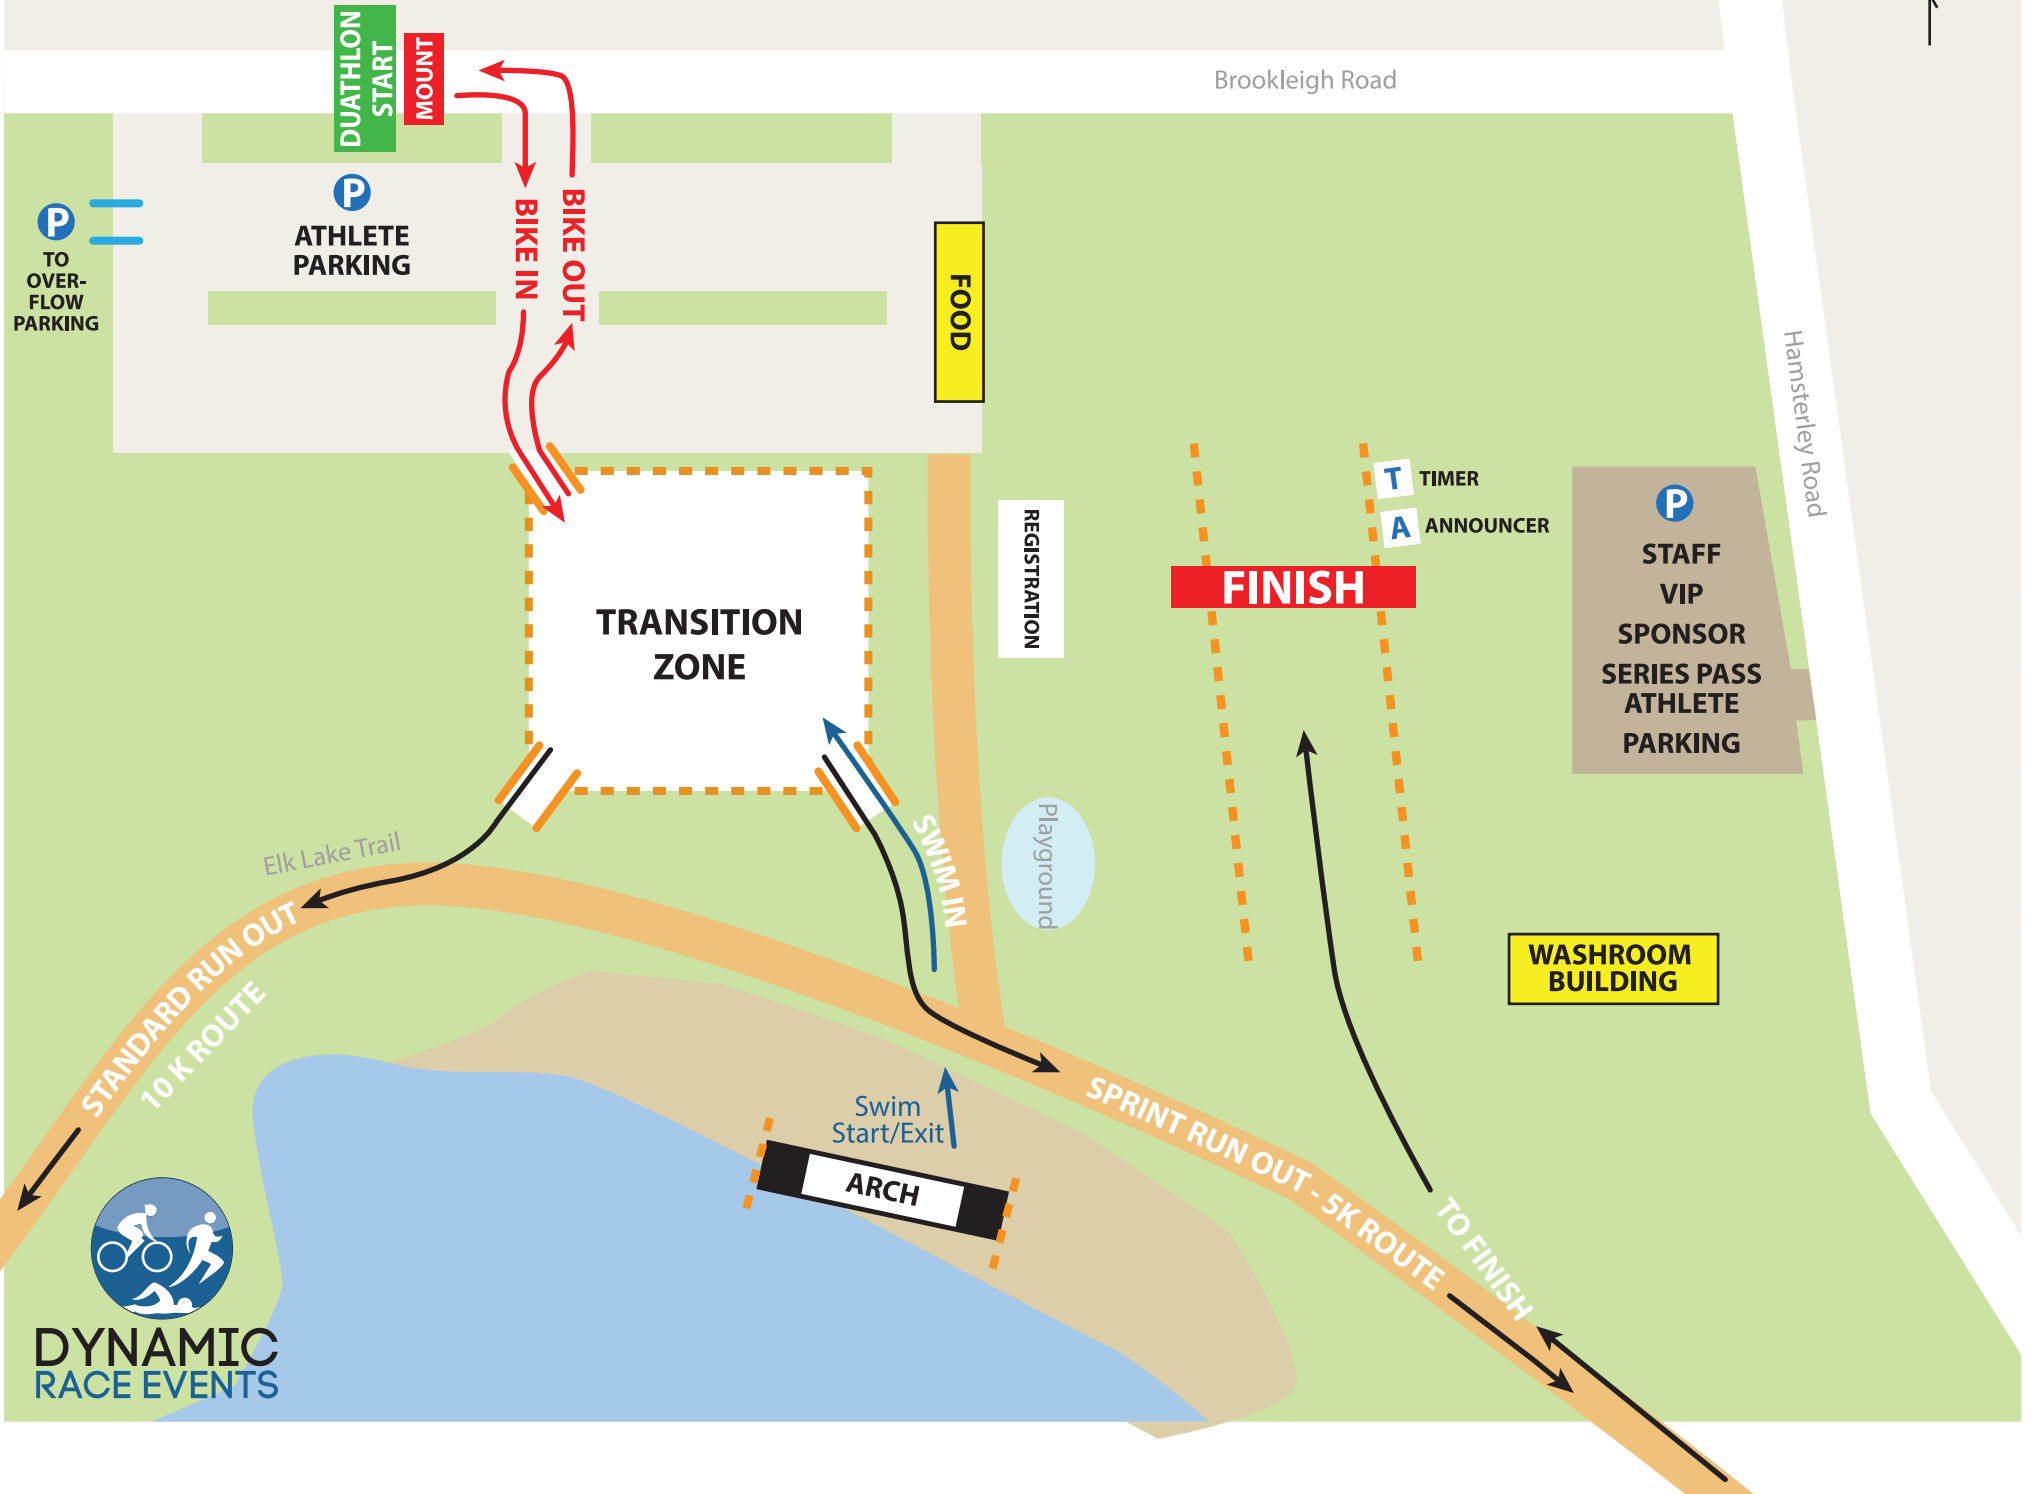 DUATHLON
START
MOUNT
Brookleigh Road
P
ATHLETE
PARKING
P
TO
OVER-
FLOW
PARKING
BIKE IN
BIKE OUT
FOOD
Hamsterley Road
T TIMER
A ANNOUNCER
REGISTRATION
FINISH
P
STAFF
VIP
SPONSOR
SERIES PASS
ATHLETE
PARKING
TRANSITION
ZONE
SWIM IN
Playground
Elk Lake Trail
STANDARD RUN OUT
10 K ROUTE
WASHROOM
BUILDING
Swim
Start/Exit
ARCH
SPRINT RUN OUT - 5K ROUTE
TO FINISH
DYNAMIC
RACE EVENTS